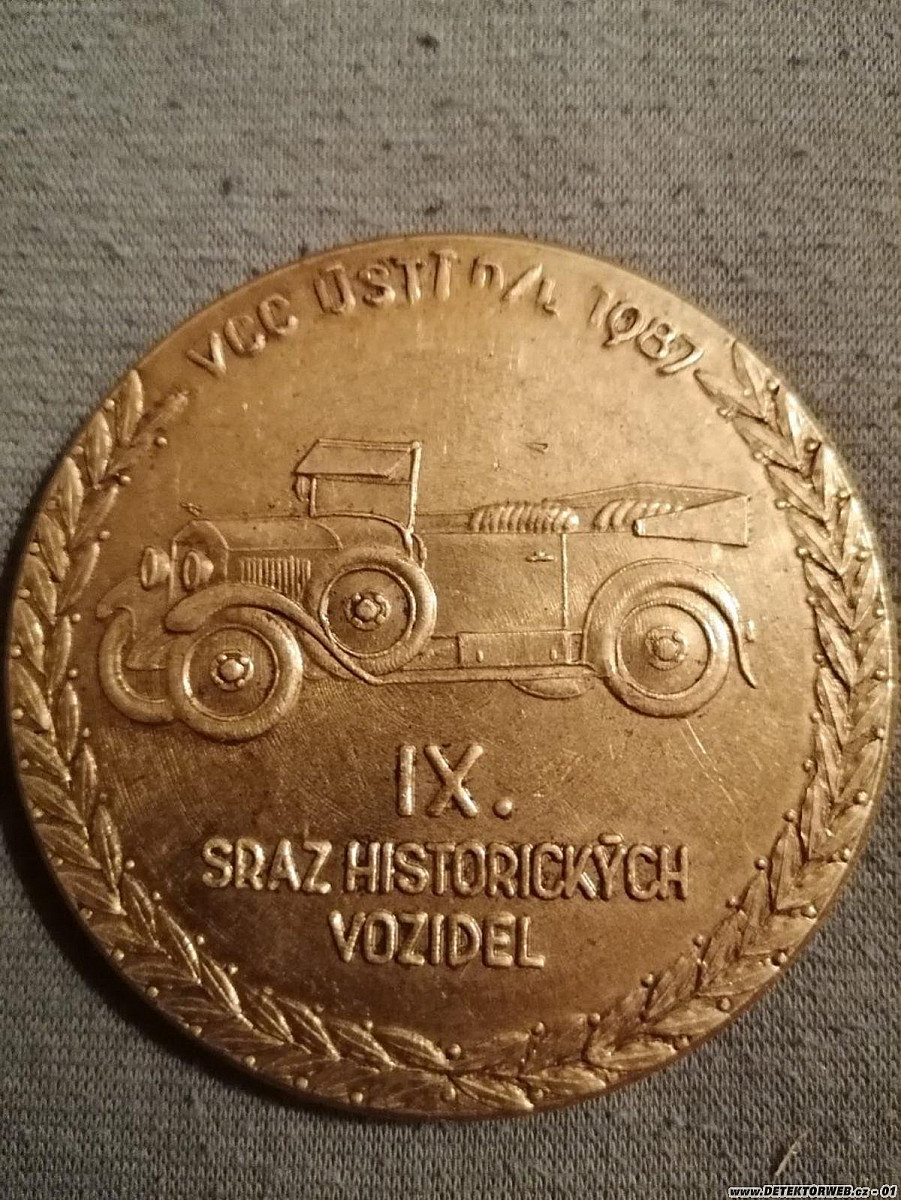 VCC ÚSTÍ n/L 1987
IX.
SRAZ HISTORICKÝCH
VOZIDEL
www.DETEKTORWEB.cz - 01